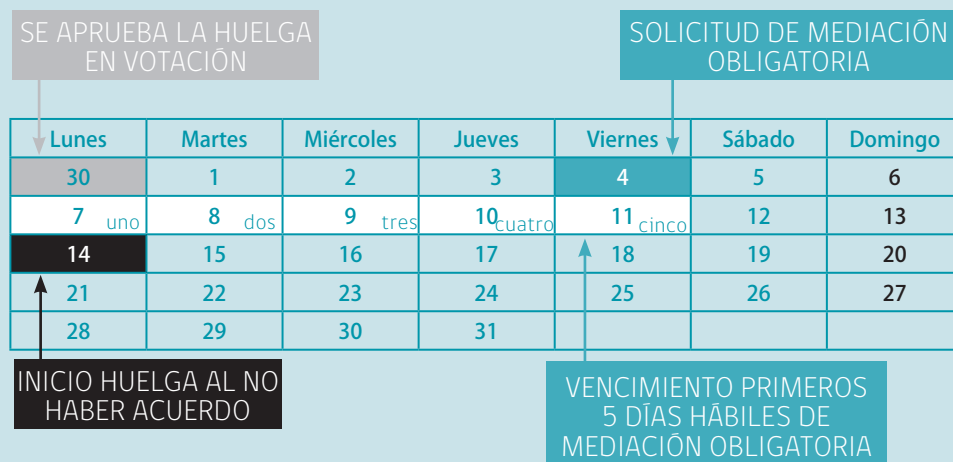 SE APRUEBA LA HUELGA
EN VOTACIÓN
SOLICITUD DE MEDIACIÓN
OBLIGATORIA
Lunes Martes Miércoles Jueves Viernes Sábado Domingo
30 1 2 3 4 5 6
7 uno 8 dos 9 tres 10 cuatro 11 cinco 12 13
14 15 16 17 18 19 20
21 22 23 24 25 26 27
28 29 30 31
INICIO HUELGA AL NO
HABER ACUERDO
VENCIMIENTO PRIMEROS
5 DÍAS HÁBILES DE
MEDIACIÓN OBLIGATORIA